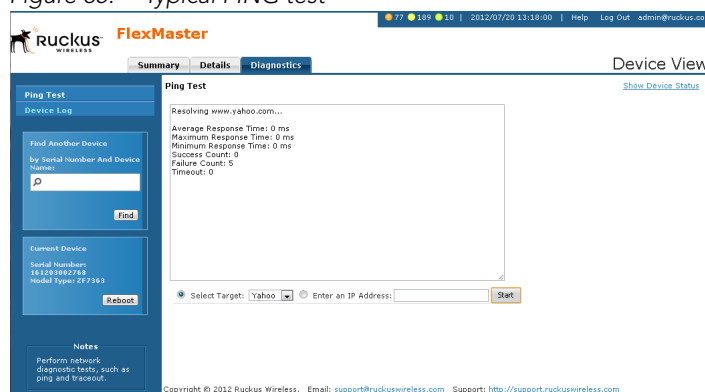 Figure 65. Typical PING test
77 189 10 | 2012/07/20 13:18:00 | Help Log Out admin@ruckus.co
Ruckus WIRELESS FlexMaster
Summary Details Diagnostics
Device View
Ping Test
Device Log
Ping Test
Show Device Status
Resolving www.yahoo.com...
Average Response Time: 0 ms
Maximum Response Time: 0 ms
Minimum Response Time: 0 ms
Success Count: 0
Failure Count: 5
Timeout: 0
Find Another Device
by Serial Number And Device
Name:
Find
Current Device
Serial Number:
161203002760
Model Type: ZF7363
Reboot
Select Target: Yahoo Enter an IP Address: Start
Notes
Perform network
diagnostic tests, such as
ping and traceout.
Copyright © 2012 Ruckus Wireless. Email: support@ruckuswireless.com Support: http://support.ruckuswireless.com